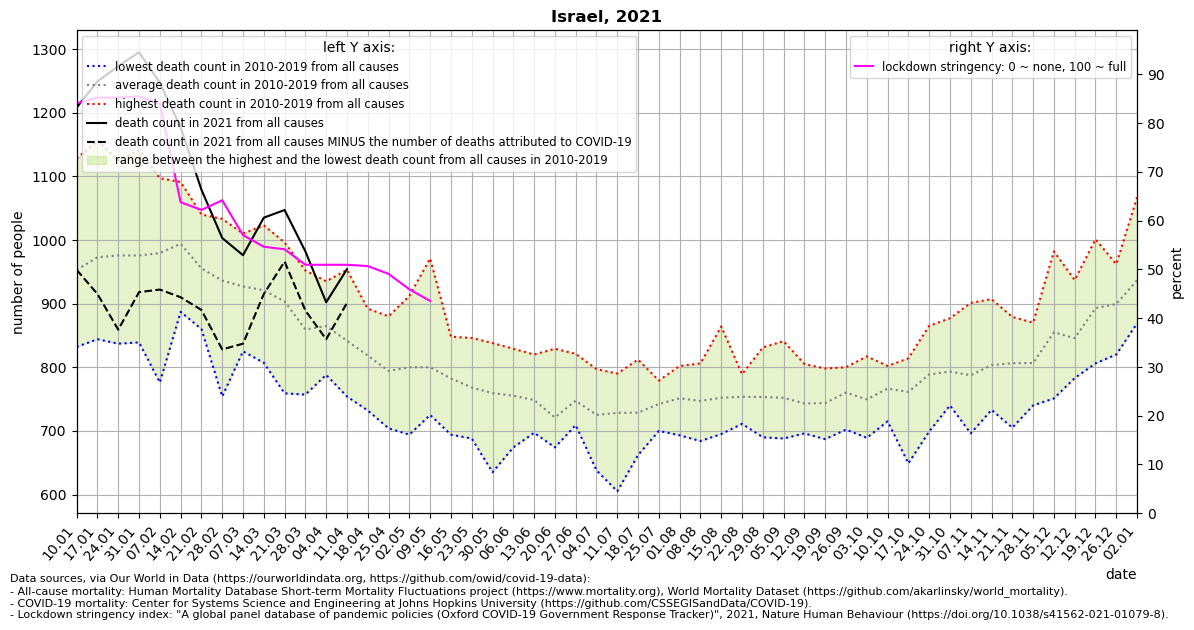 Israel, 2021
left Y axis:
lowest death count in 2010-2019 from all causes
average death count in 2010-2019 from all causes
highest death count in 2010-2019 from all causes
death count in 2021 from all causes
death count in 2021 from all causes MINUS the number of deaths attributed to COVID-19
range between the highest and the lowest death count from all causes in 2010-2019
right Y axis:
lockdown stringency: 0 ~ none, 100 ~ full
number of people
1300
1200
1100
1000
900
800
700
600
percent
90
80
70
60
50
40
30
20
10
0
10.01 17.01 24.01 31.01 07.02 14.02 21.02 28.02 07.03 14.03 21.03 28.03 04.04 11.04 18.04 25.04 02.05 09.05 16.05 23.05 30.05 06.06 13.06 20.06 27.06 04.07 11.07 18.07 25.07 01.08 08.08 15.08 22.08 29.08 05.09 12.09 19.09 26.09 03.10 10.10 17.10 24.10 31.10 07.11 14.11 21.11 28.11 05.12 12.12 19.12 26.12 02.01
date
Data sources, via Our World in Data (https://ourworldindata.org, https://github.com/owid/covid-19-data):
- All-cause mortality: Human Mortality Database Short-term Mortality Fluctuations project (https://www.mortality.org), World Mortality Dataset (https://github.com/akarlinsky/world_mortality).
- COVID-19 mortality: Center for Systems Science and Engineering at Johns Hopkins University (https://github.com/CSSEGISandData/COVID-19).
- Lockdown stringency index: "A global panel database of pandemic policies (Oxford COVID-19 Government Response Tracker)", 2021, Nature Human Behaviour (https://doi.org/10.1038/s41562-021-01079-8).